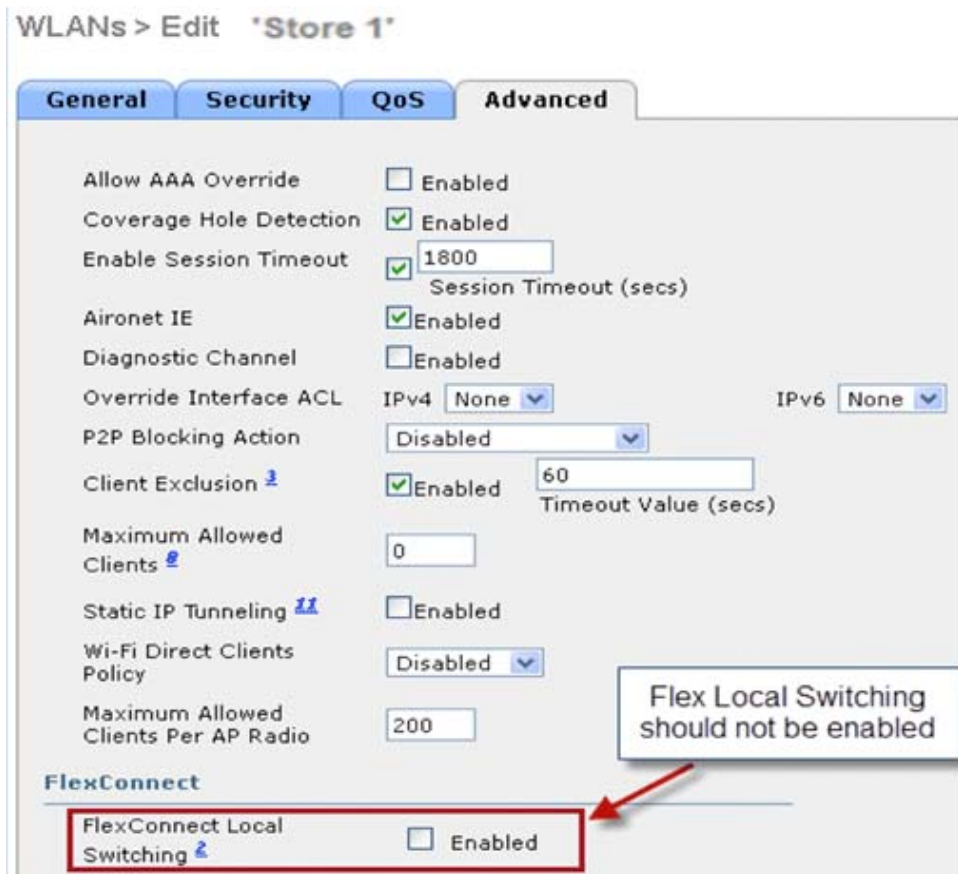 WLANs > Edit 'Store 1'
General Security QoS Advanced
Allow AAA Override Enabled
Coverage Hole Detection Enabled
Enable Session Timeout 1800
Session Timeout (secs)
Aironet IE Enabled
Diagnostic Channel Enabled
Override Interface ACL IPv4 None IPv6 None
P2P Blocking Action Disabled
Client Exclusion 3 Enabled 60
Timeout Value (secs)
Maximum Allowed
Clients 8 0
Static IP Tunneling 11 Enabled
Wi-Fi Direct Clients
Policy Disabled
Maximum Allowed
Clients Per AP Radio 200
Flex Local Switching
should not be enabled
FlexConnect
FlexConnect Local
Switching 2 Enabled